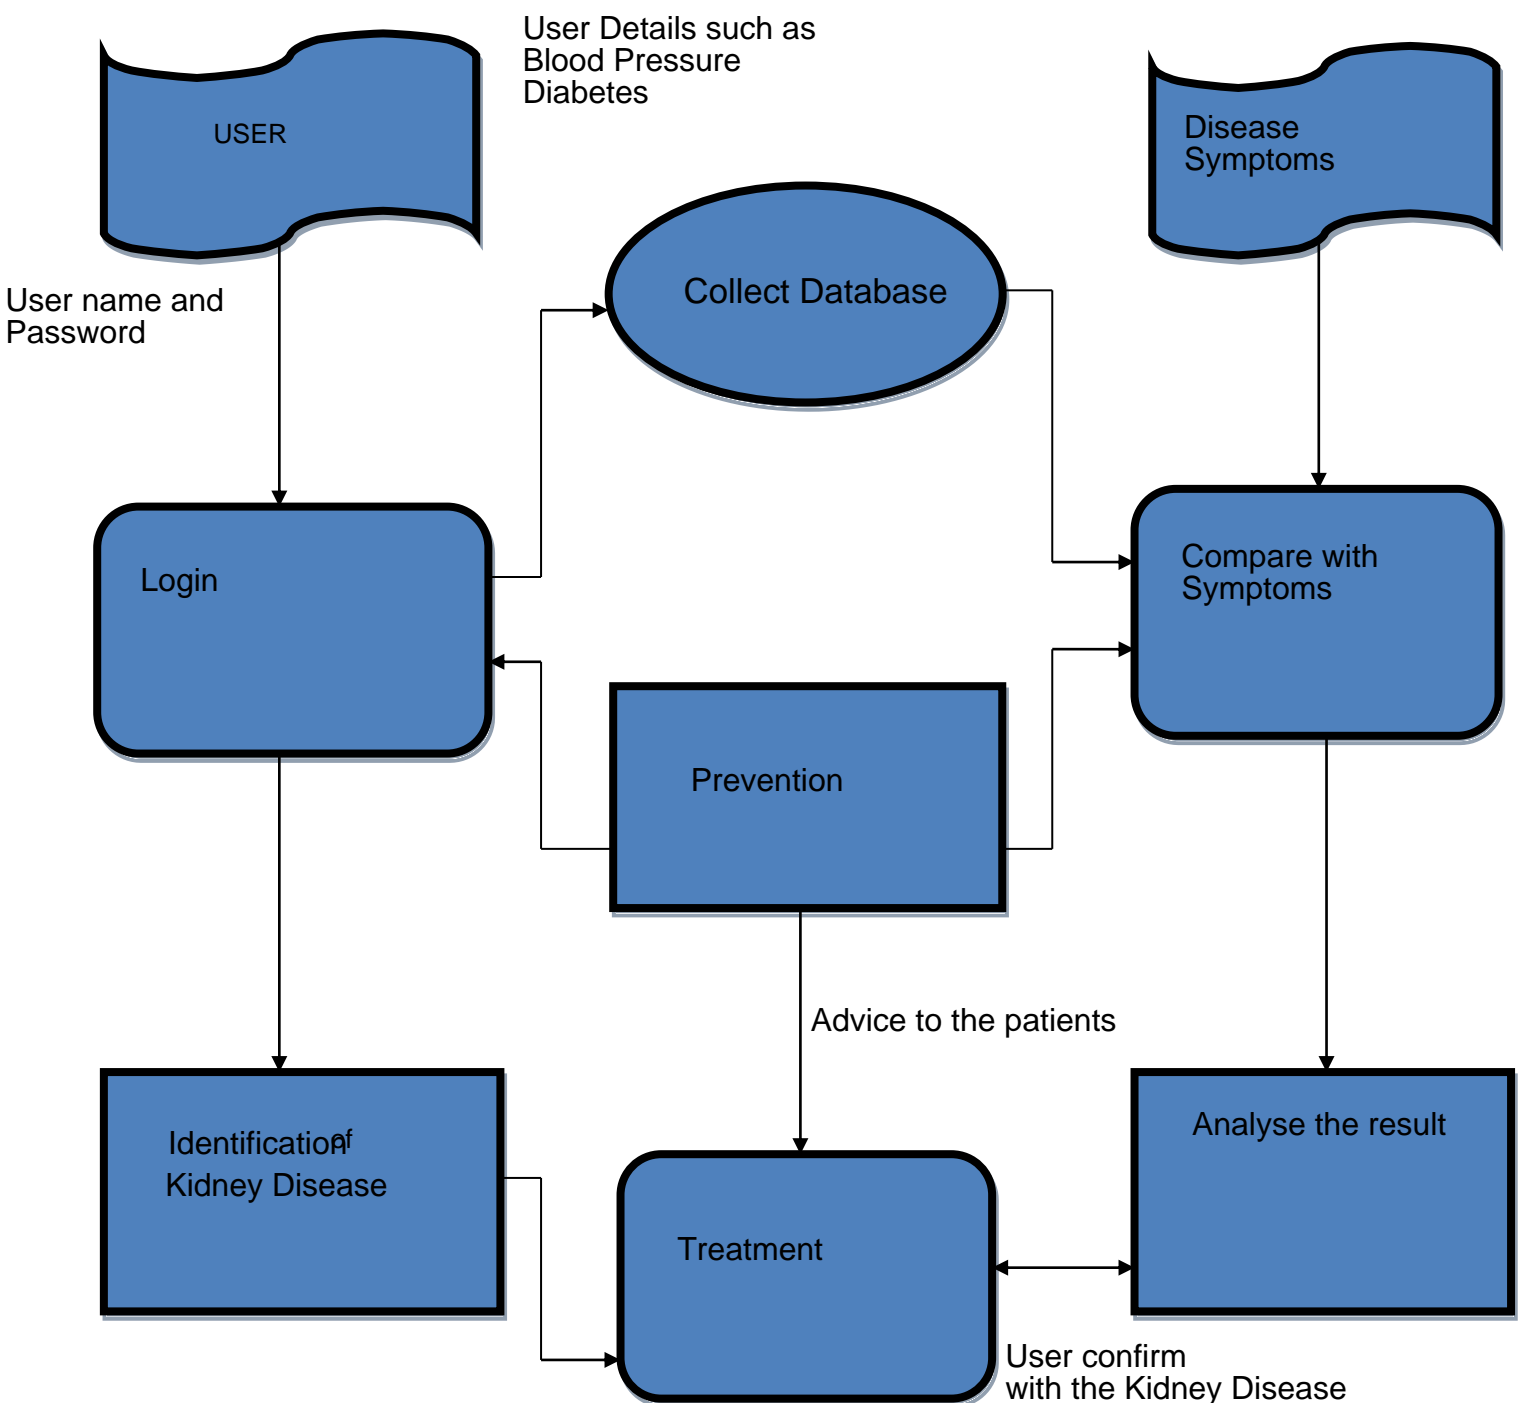 User Details such as
Blood Pressure
Diabetes
USER
Disease
Symptoms
User name and
Password
Collect Database
Login
Compare with
Symptoms
Prevention
Advice to the patients
Identification of
Kidney Disease
Analyse the result
Treatment
User confirm
with the Kidney Disease